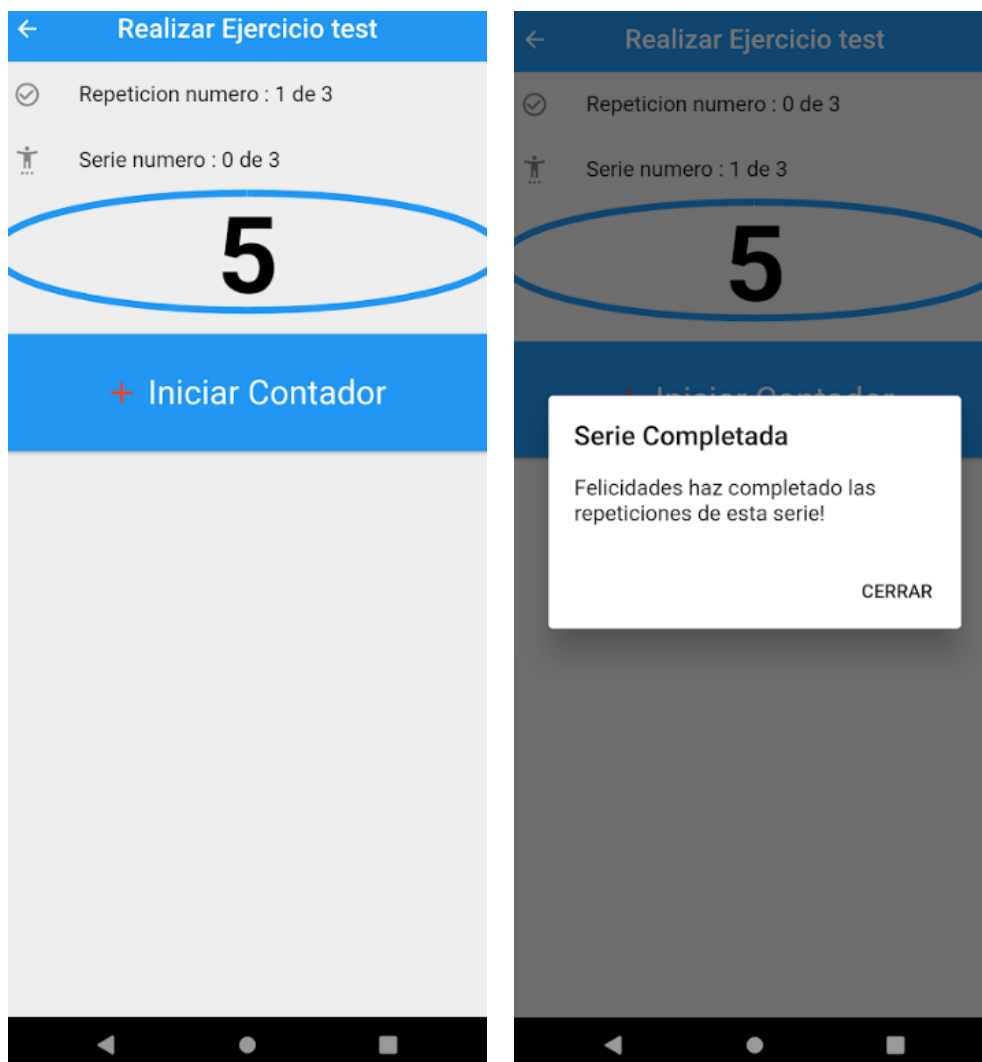 Realizar Ejercicio test
Repeticion numero : 1 de 3
Serie numero : 0 de 3
5
+ Iniciar Contador
Realizar Ejercicio test
Repeticion numero : 0 de 3
Serie numero : 1 de 3
5
Iniciar Contador
Serie Completada
Felicidades haz completado las
repeticiones de esta serie!
CERRAR